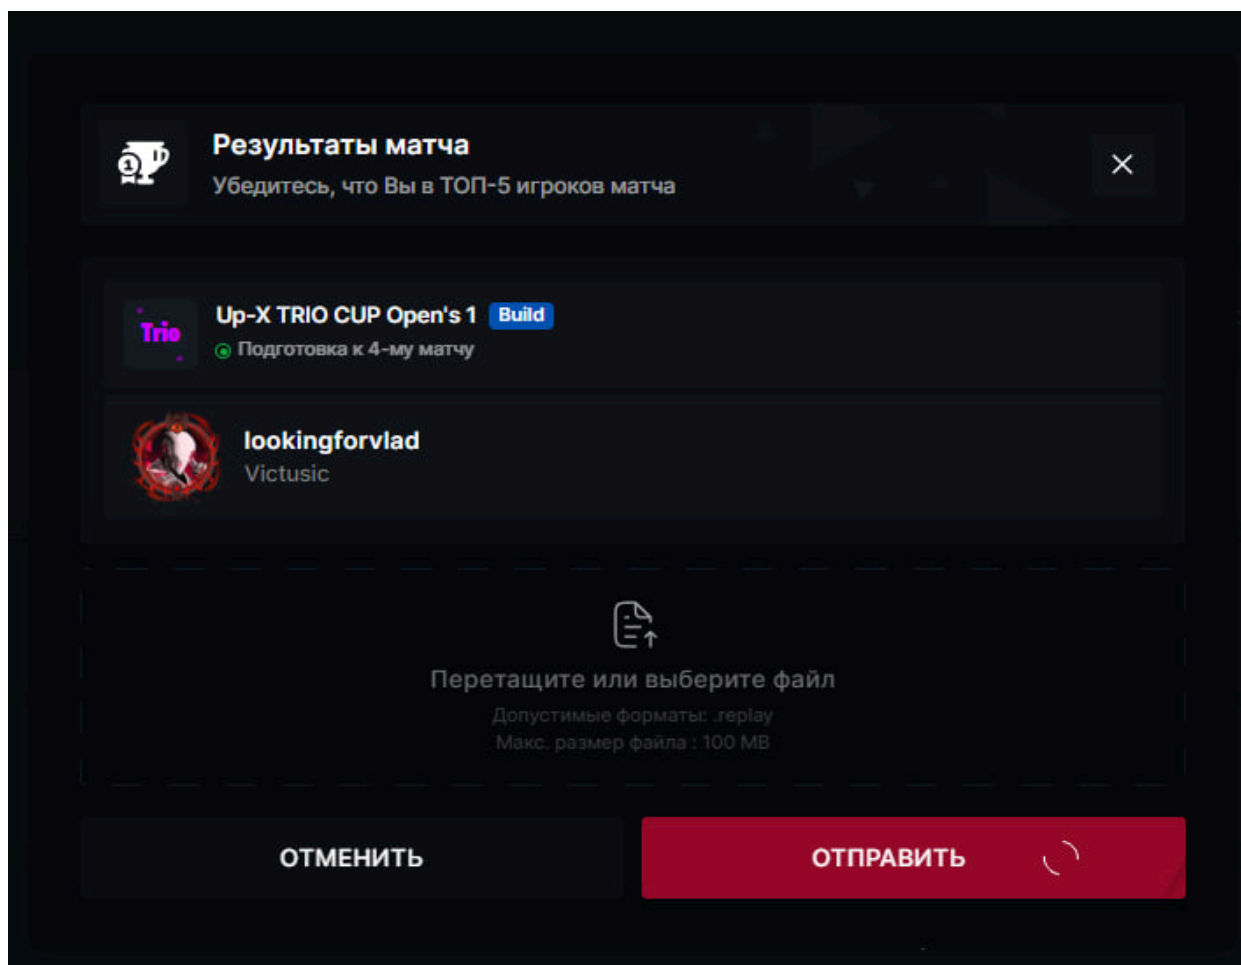 Результаты матча
Убедитесь, что Вы в ТОП-5 игроков матча
Trio
Up-X TRIO CUP Open's 1 Build
Подготовка к 4-му матчу
lookingforvlad
Victusic
Перетащите или выберите файл
Допустимые форматы: .replay
Макс. размер файла : 100 MB
ОТМЕНИТЬ
ОТПРАВИТЬ